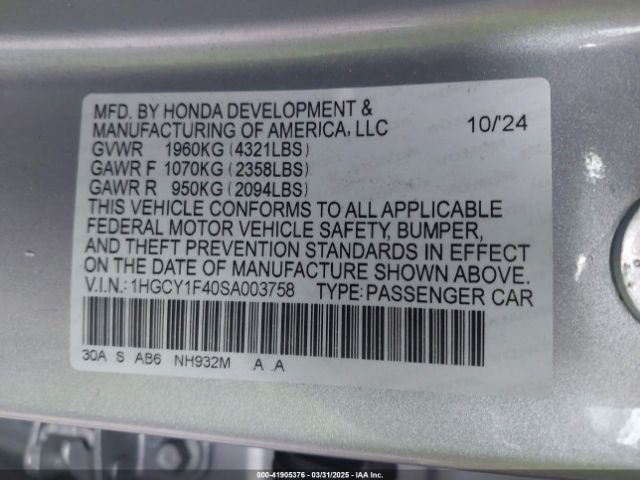 MFD. BY HONDA DEVELOPMENT &
MANUFACTURING OF AMERICA, LLC 10/'24
GVWR 1960KG (4321LBS)
GAWR F 1070KG (2358LBS)
GAWR R 950KG (2094LBS)
THIS VEHICLE CONFORMS TO ALL APPLICABLE
FEDERAL MOTOR VEHICLE SAFETY, BUMPER,
AND THEFT PREVENTION STANDARDS IN EFFECT
ON THE DATE OF MANUFACTURE SHOWN ABOVE.
V.I.N.: 1HGCY1F40SA003758 TYPE: PASSENGER CAR
30A S AB6 NH932M A A
000-41905376 - 03/31/2025 - IAAI.COM